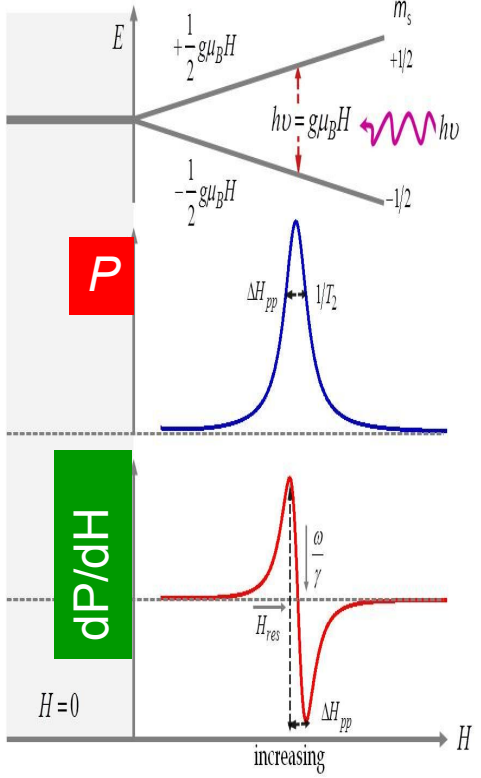 E
+1/2 gμ_B H
m_s
+1/2
hυ = gμ_B H
hυ
−1/2 gμ_B H
−1/2
P
ΔH_pp
1/T_2
dP/dH
ω/γ
H_res
H=0
ΔH_pp
H
increasing